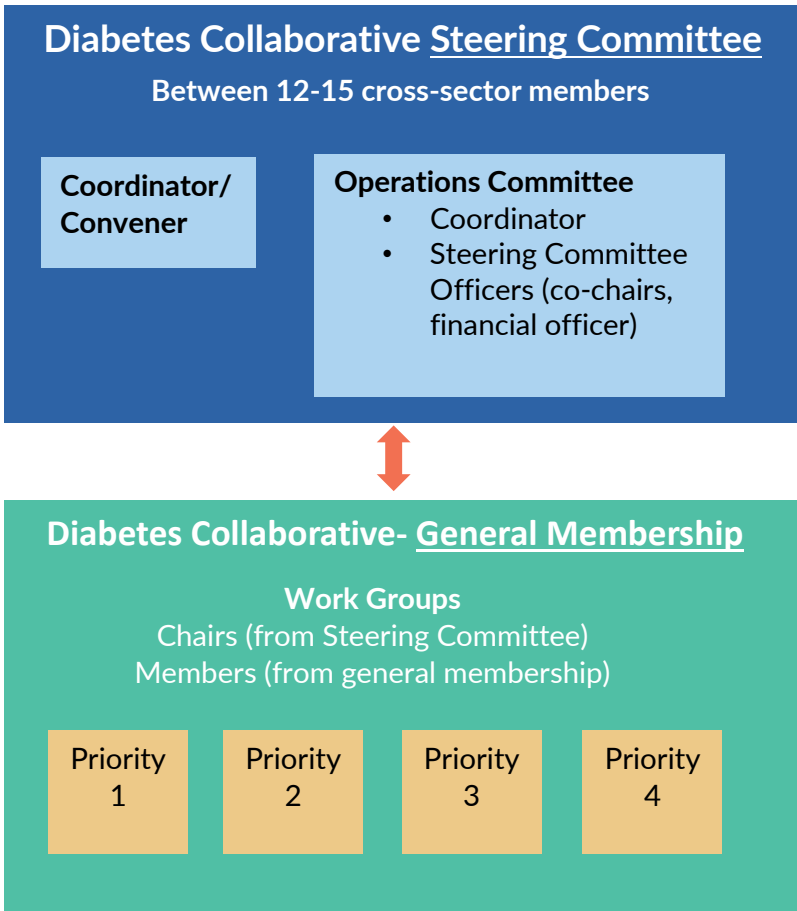 Diabetes Collaborative Steering Committee
Between 12-15 cross-sector members
Coordinator/
Convener
Operations Committee
• Coordinator
• Steering Committee
Officers (co-chairs,
financial officer)
Diabetes Collaborative- General Membership
Work Groups
Chairs (from Steering Committee)
Members (from general membership)
Priority
1
Priority
2
Priority
3
Priority
4